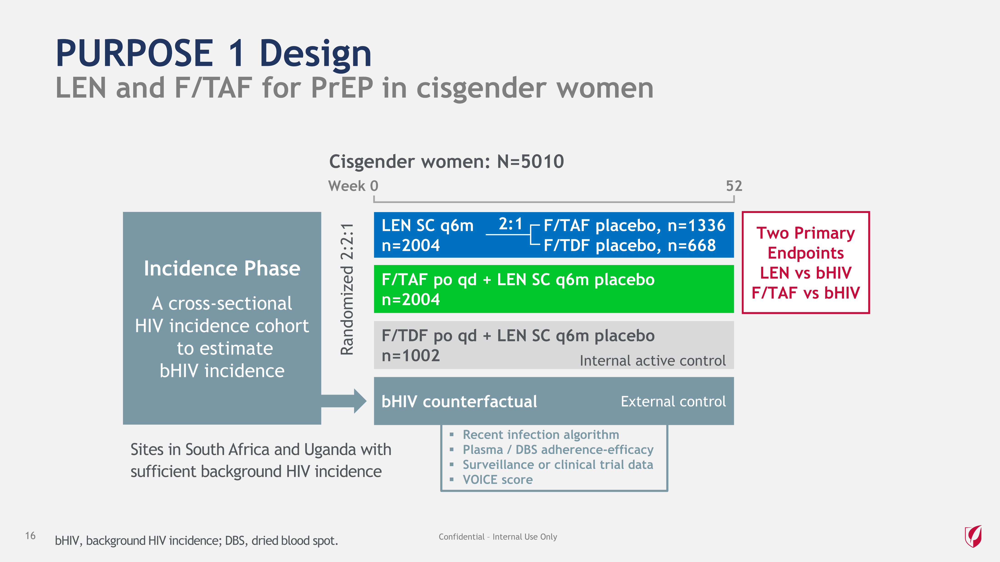 PURPOSE 1 Design
LEN and F/TAF for PrEP in cisgender women
Cisgender women: N=5010
Week 0
52
Incidence Phase
A cross-sectional
HIV incidence cohort
to estimate
bHIV incidence
Randomized 2:2:1
LEN SC q6m
n=2004
2:1
F/TAF placebo, n=1336
F/TDF placebo, n=668
F/TAF po qd + LEN SC q6m placebo
n=2004
F/TDF po qd + LEN SC q6m placebo
n=1002
Internal active control
bHIV counterfactual
External control
Two Primary
Endpoints
LEN vs bHIV
F/TAF vs bHIV
▪ Recent infection algorithm
▪ Plasma / DBS adherence-efficacy
▪ Surveillance or clinical trial data
▪ VOICE score
Sites in South Africa and Uganda with
sufficient background HIV incidence
16
bHIV, background HIV incidence; DBS, dried blood spot.
Confidential – Internal Use Only